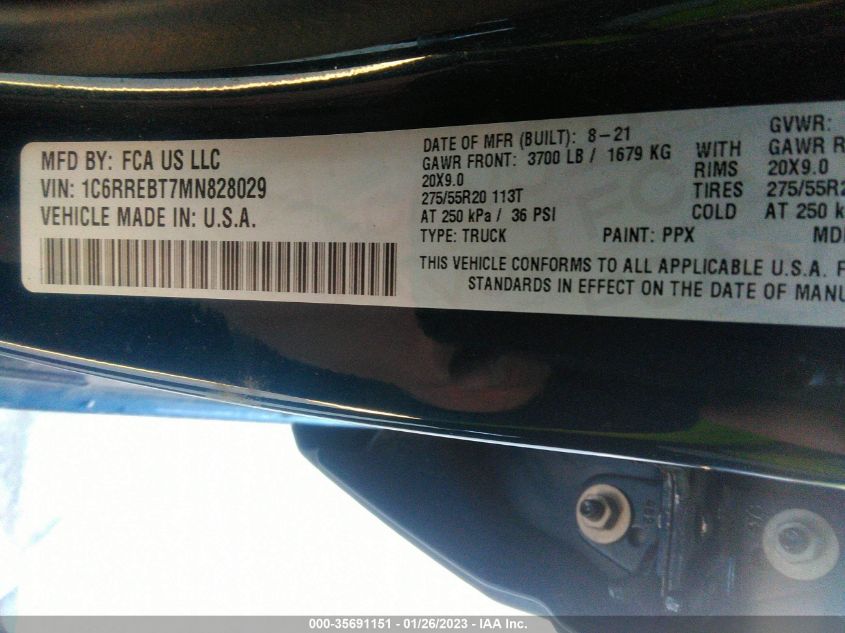 MFD BY: FCA US LLC
VIN: 1C6RREBT7MN828029
VEHICLE MADE IN: U.S.A.
DATE OF MFR (BUILT): 8-21 GVWR:
GAWR FRONT: 3700 LB / 1679 KG WITH GAWR R
20X9.0 RIMS 20X9.0
275/55R20 113T TIRES 275/55R2
AT 250 kPa / 36 PSI COLD AT 250 k
TYPE: TRUCK PAINT: PPX MD
THIS VEHICLE CONFORMS TO ALL APPLICABLE U.S.A. F
STANDARDS IN EFFECT ON THE DATE OF MANU
000-35691151 - 01/26/2023 - IAA Inc.